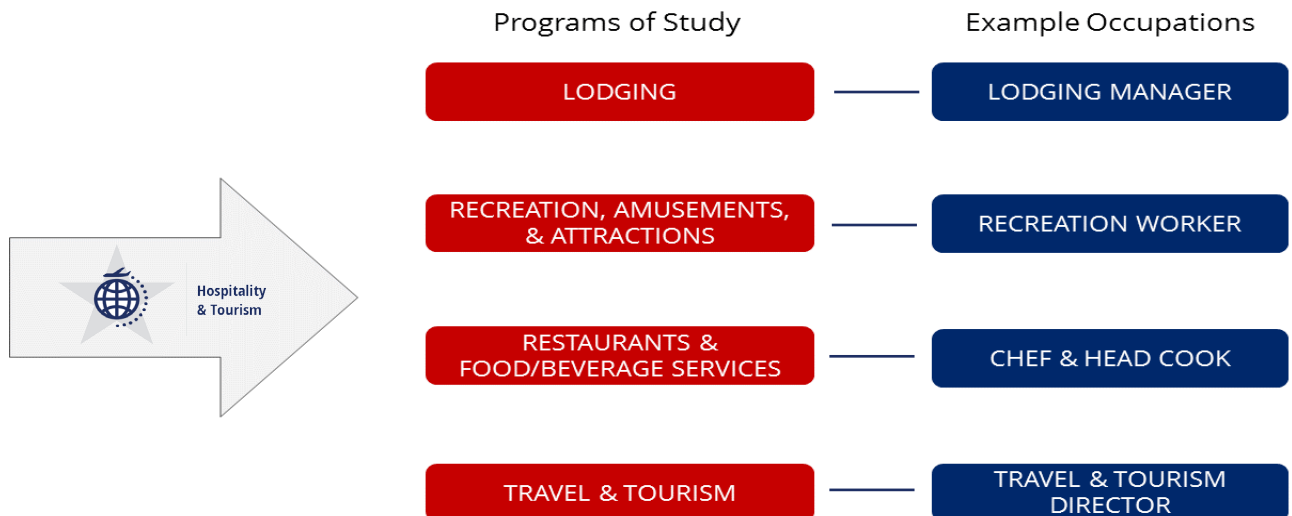 Programs of Study
Example Occupations
LODGING
LODGING MANAGER
RECREATION, AMUSEMENTS,
& ATTRACTIONS
RECREATION WORKER
Hospitality
& Tourism
RESTAURANTS &
FOOD/BEVERAGE SERVICES
CHEF & HEAD COOK
TRAVEL & TOURISM
TRAVEL & TOURISM
DIRECTOR